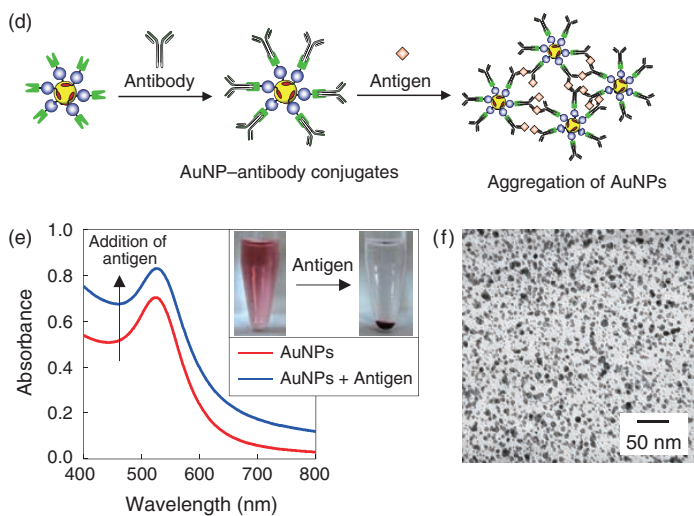 (d)
Antibody
Antigen
AuNP–antibody conjugates
Aggregation of AuNPs
(e)
1.0
0.8
0.6
0.4
0.2
0.0
Absorbance
Addition of
antigen
Antigen
AuNPs
AuNPs + Antigen
400 500 600 700 800
Wavelength (nm)
(f)
50 nm